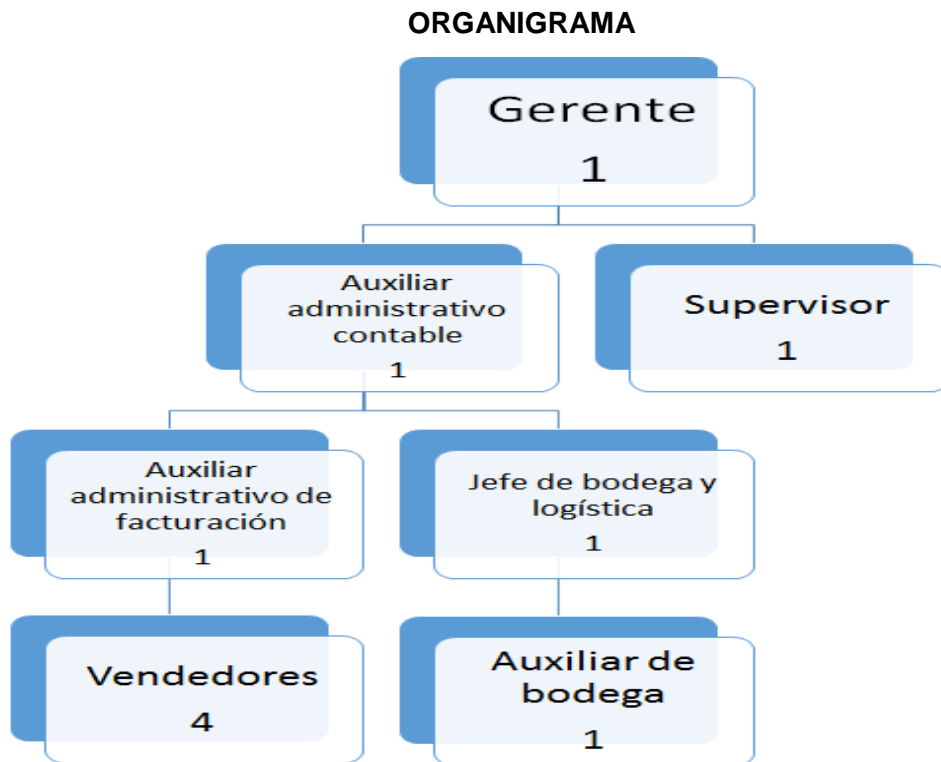 ORGANIGRAMA
Gerente
1
Auxiliar
administrativo
contable
1
Supervisor
1
Auxiliar
administrativo de
facturación
1
Jefe de bodega y
logística
1
Vendedores
4
Auxiliar de
bodega
1